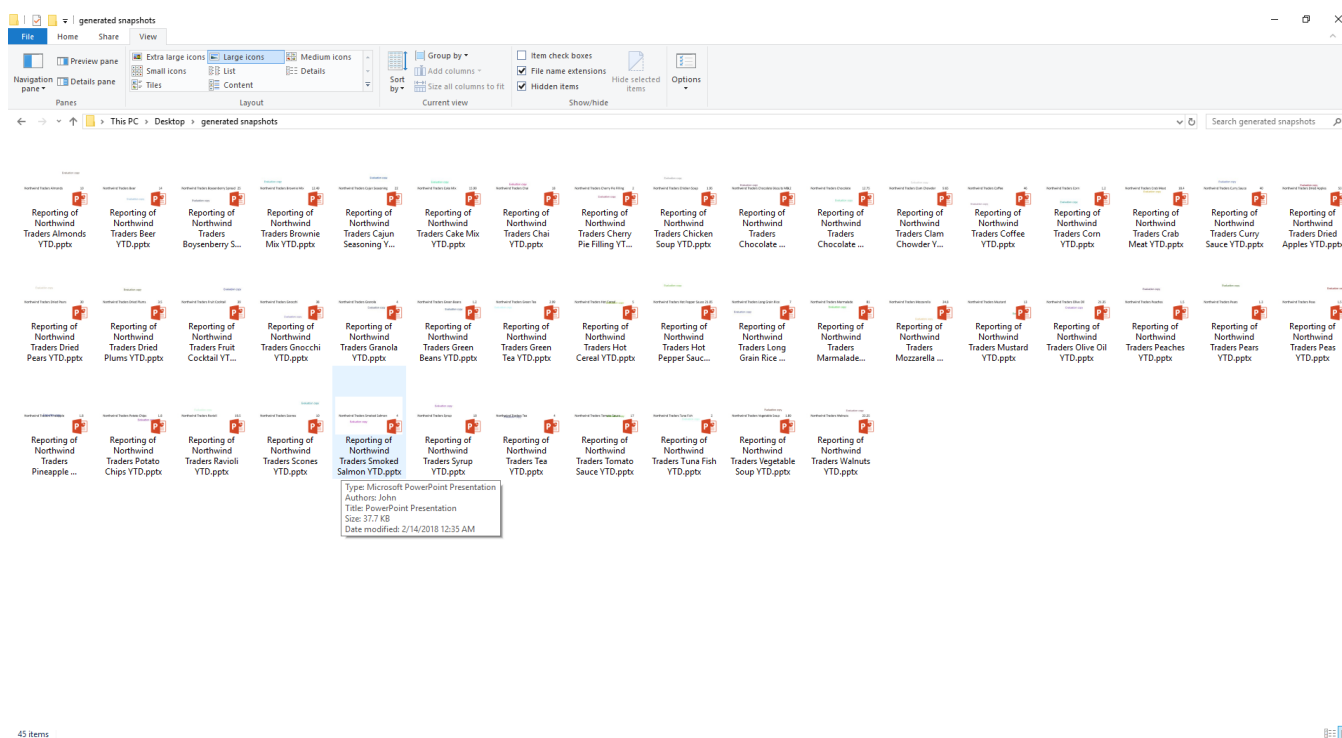 generated snapshots
File Home Share View
Preview pane
Details pane
Navigation pane
Panes
Extra large icons Large icons Medium icons
Small icons List Details
Tiles Content
Layout
Sort by
Group by
Add columns
Size all columns to fit
Current view
Item check boxes
File name extensions
Hidden items
Hide selected items
Show/hide
Options
This PC > Desktop > generated snapshots
Search generated snapshots
Reporting of Northwind Traders Almonds YTD.pptx
Reporting of Northwind Traders Beer YTD.pptx
Reporting of Northwind Traders Boysenberry S...
Reporting of Northwind Traders Brownie Mix YTD.pptx
Reporting of Northwind Traders Cajun Seasoning Y...
Reporting of Northwind Traders Cake Mix YTD.pptx
Reporting of Northwind Traders Chai YTD.pptx
Reporting of Northwind Traders Cherry Pie Filling YT...
Reporting of Northwind Traders Chicken Soup YTD.pptx
Reporting of Northwind Traders Chocolate ...
Reporting of Northwind Traders Chocolate ...
Reporting of Northwind Traders Clam Chowder Y...
Reporting of Northwind Traders Coffee YTD.pptx
Reporting of Northwind Traders Corn YTD.pptx
Reporting of Northwind Traders Crab Meat YTD.pptx
Reporting of Northwind Traders Curry Sauce YTD.pptx
Reporting of Northwind Traders Dried Apples YTD.pptx
Reporting of Northwind Traders Dried Pears YTD.pptx
Reporting of Northwind Traders Dried Plums YTD.pptx
Reporting of Northwind Traders Fruit Cocktail YT...
Reporting of Northwind Traders Gnocchi YTD.pptx
Reporting of Northwind Traders Granola YTD.pptx
Reporting of Northwind Traders Green Beans YTD.pptx
Reporting of Northwind Traders Green Tea YTD.pptx
Reporting of Northwind Traders Hot Cereal YTD.pptx
Reporting of Northwind Traders Hot Pepper Sauc...
Reporting of Northwind Traders Long Grain Rice ...
Reporting of Northwind Traders Marmalade...
Reporting of Northwind Traders Mozzarella ...
Reporting of Northwind Traders Mustard YTD.pptx
Reporting of Northwind Traders Olive Oil YTD.pptx
Reporting of Northwind Traders Peaches YTD.pptx
Reporting of Northwind Traders Pears YTD.pptx
Reporting of Northwind Traders Peas YTD.pptx
Reporting of Northwind Traders Pineapple ...
Reporting of Northwind Traders Potato Chips YTD.pptx
Reporting of Northwind Traders Ravioli YTD.pptx
Reporting of Northwind Traders Scones YTD.pptx
Reporting of Northwind Traders Smoked Salmon YTD.pptx
Reporting of Northwind Traders Syrup YTD.pptx
Reporting of Northwind Traders Tea YTD.pptx
Reporting of Northwind Traders Tomato Sauce YTD.pptx
Reporting of Northwind Traders Tuna Fish YTD.pptx
Reporting of Northwind Traders Vegetable Soup YTD.pptx
Reporting of Northwind Traders Walnuts YTD.pptx
Type: Microsoft PowerPoint Presentation
Authors: John
Title: PowerPoint Presentation
Size: 37.7 KB
Date modified: 2/14/2018 12:35 AM
45 items